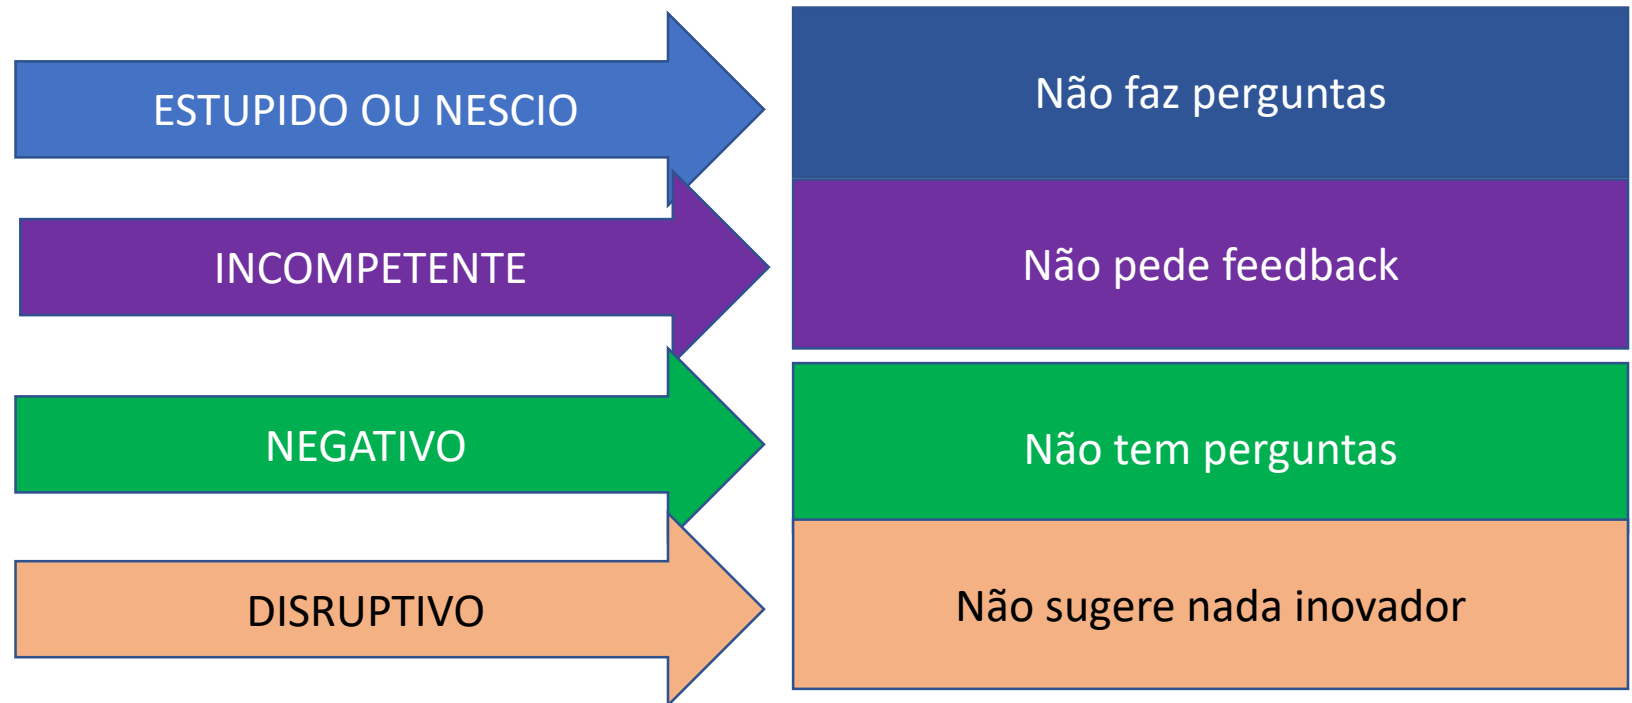 ESTUPIDO OU NESCIO
Não faz perguntas
INCOMPETENTE
Não pede feedback
NEGATIVO
Não tem perguntas
DISRUPTIVO
Não sugere nada inovador